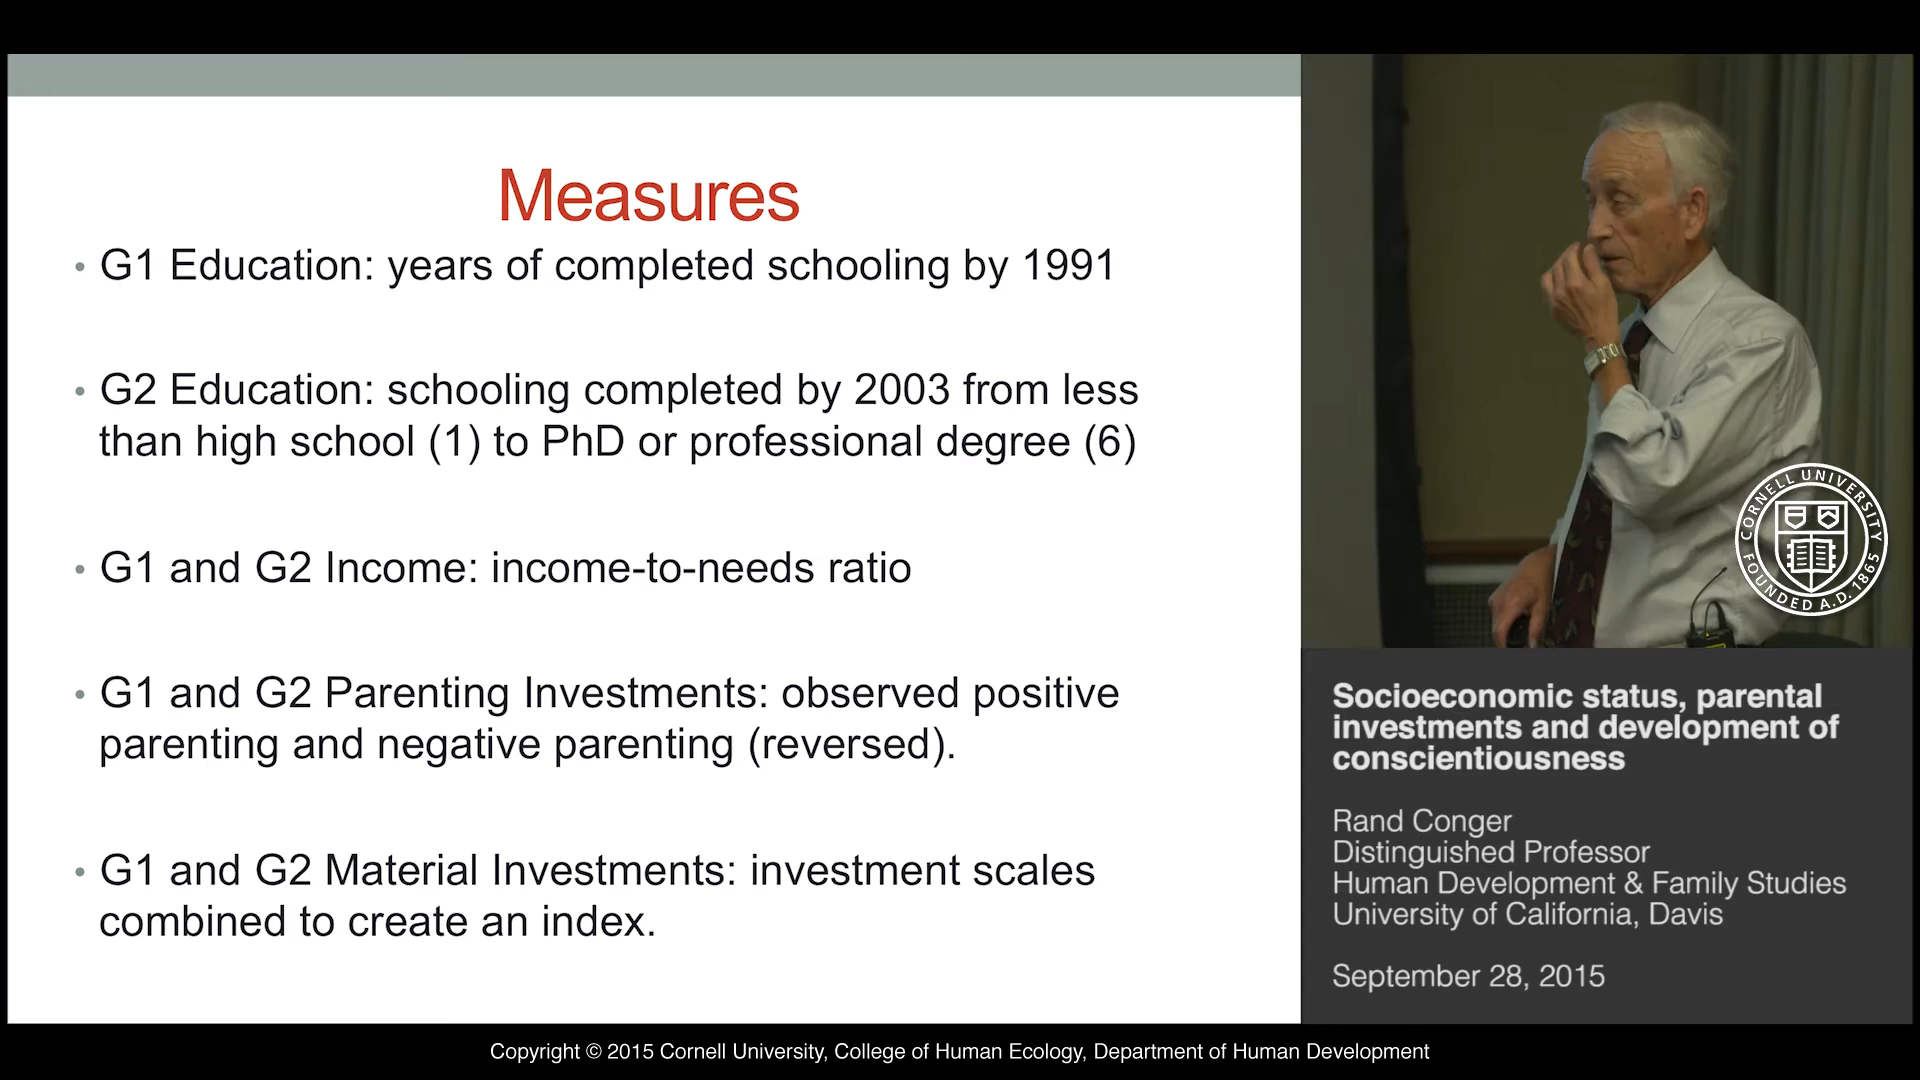 Measures
• G1 Education: years of completed schooling by 1991
• G2 Education: schooling completed by 2003 from less
than high school (1) to PhD or professional degree (6)
• G1 and G2 Income: income-to-needs ratio
• G1 and G2 Parenting Investments: observed positive
parenting and negative parenting (reversed).
• G1 and G2 Material Investments: investment scales
combined to create an index.
CORNELL UNIVERSITY
FOUNDED A.D. 1865
Socioeconomic status, parental
investments and development of
conscientiousness
Rand Conger
Distinguished Professor
Human Development & Family Studies
University of California, Davis
September 28, 2015
Copyright © 2015 Cornell University, College of Human Ecology, Department of Human Development